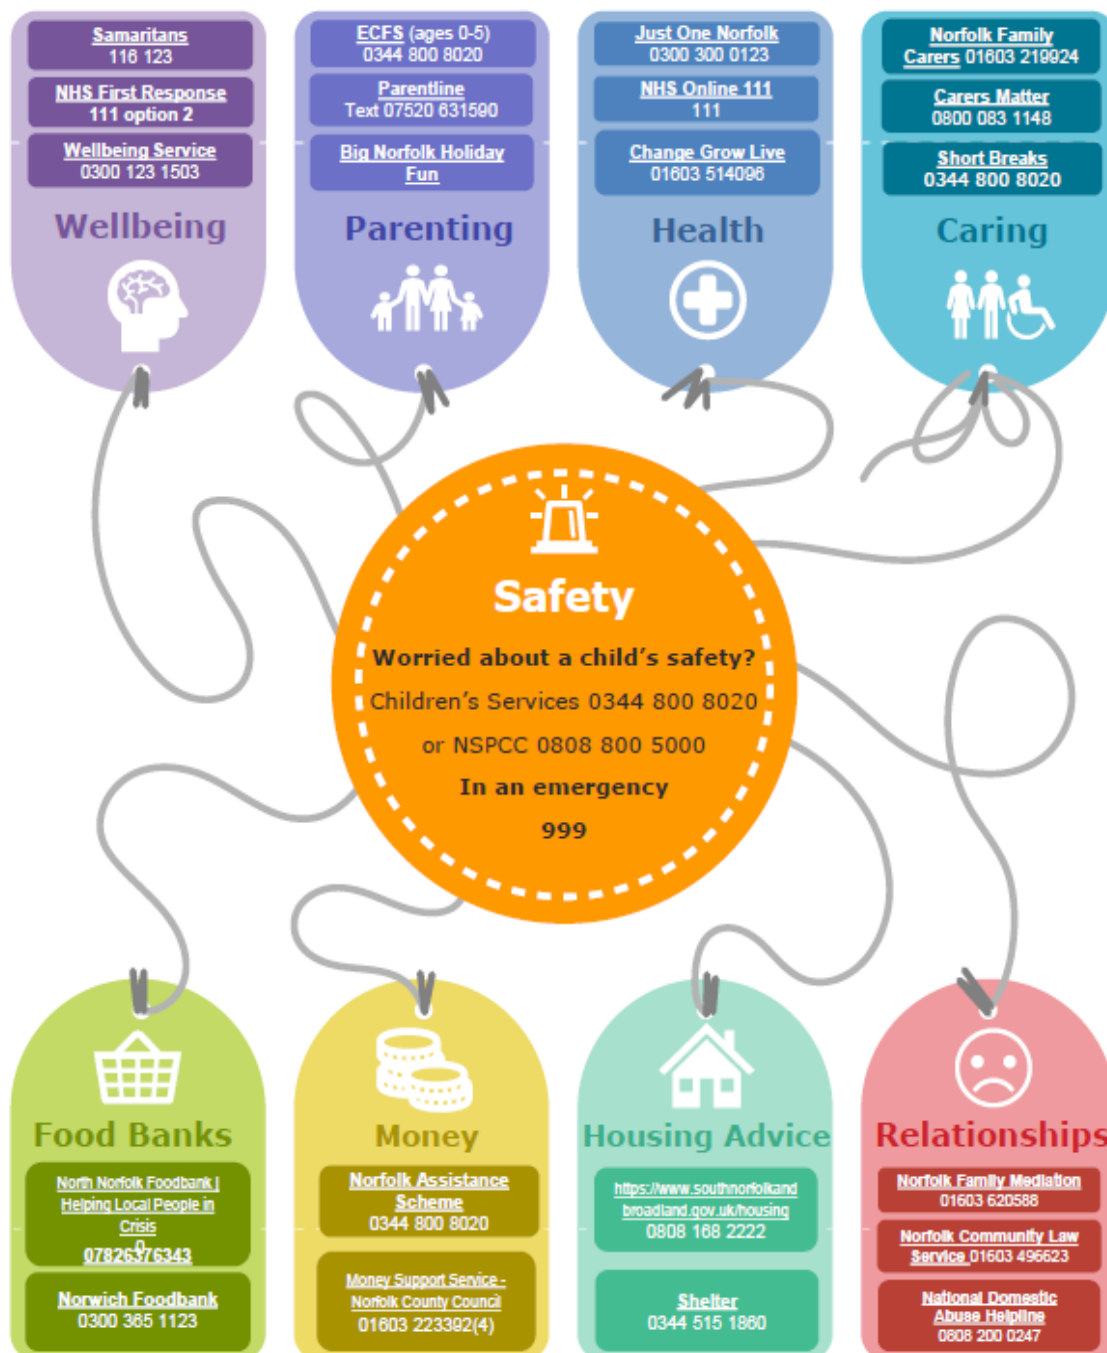 Samaritans
116 123
NHS First Response
111 option 2
Wellbeing Service
0300 123 1503
Wellbeing
ECFS (ages 0-5)
0344 800 8020
Parentline
Text 07520 631590
Big Norfolk Holiday
Fun
Parenting
Just One Norfolk
0300 300 0123
NHS Online 111
111
Change Grow Live
01603 514096
Health
Norfolk Family
Carers 01603 219924
Carers Matter
0800 083 1148
Short Breaks
0344 800 8020
Caring
Safety
Worried about a child's safety?
Children's Services 0344 800 8020
or NSPCC 0808 800 5000
In an emergency
999
Food Banks
North Norfolk Foodbank |
Helping Local People in
Crisis
0
07826376343
Norwich Foodbank
0300 365 1123
Money
Norfolk Assistance
Scheme
0344 800 8020
Money Support Service -
Norfolk County Council
01603 223392(4)
Housing Advice
https://www.southnorfolkand
broadland.gov.uk/housing
0808 168 2222
Shelter
0344 515 1860
Relationships
Norfolk Family Mediation
01603 620588
Norfolk Community Law
Service 01603 496623
National Domestic
Abuse Helpline
0808 200 0247